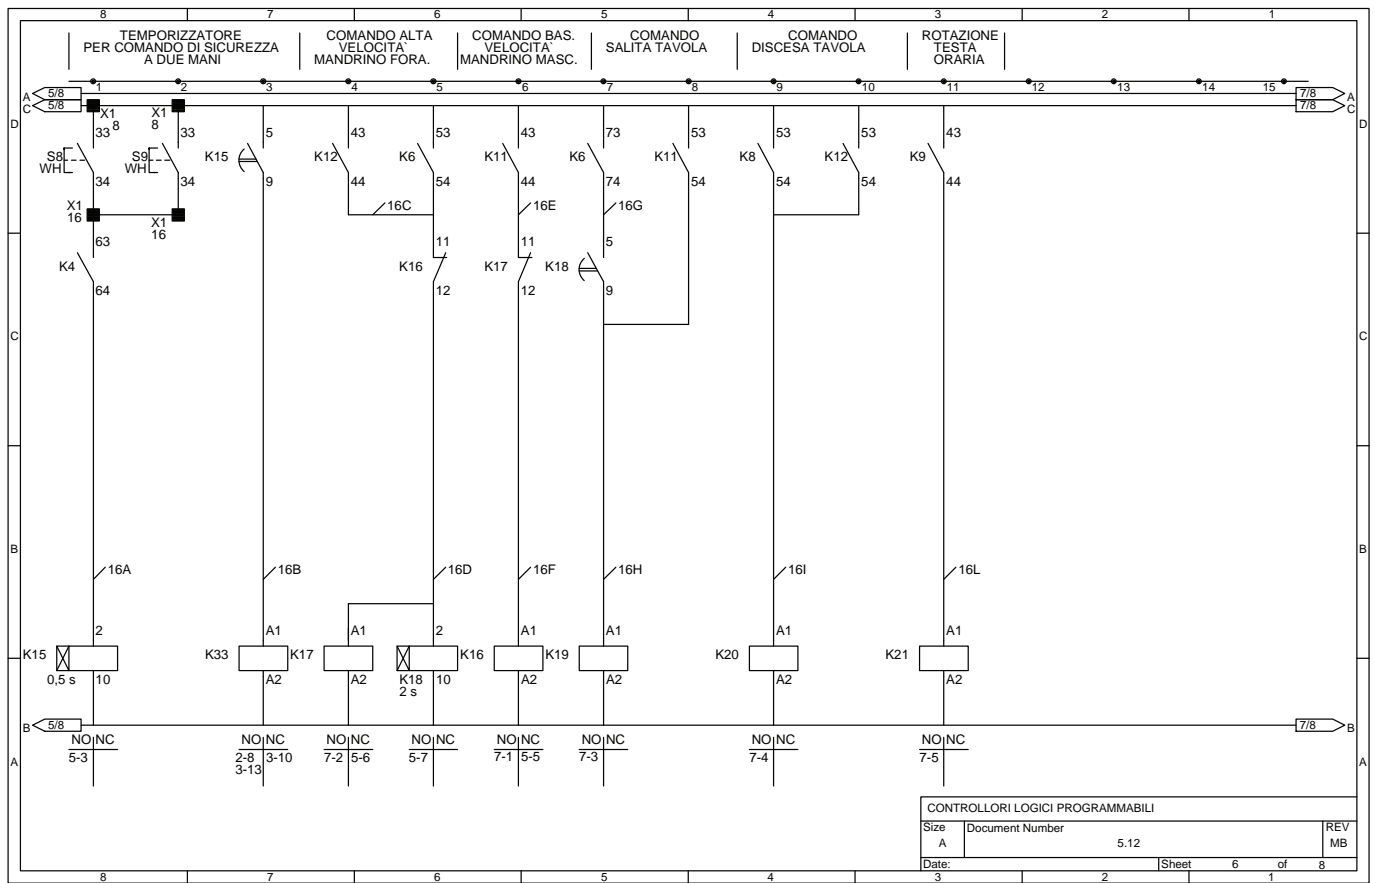 8 7 6 5 4 3 2 1
TEMPORIZZATORE
PER COMANDO DI SICUREZZA
A DUE MANI
COMANDO ALTA
VELOCITA`
MANDRINO FORA.
COMANDO BAS.
VELOCITA`
MANDRINO MASC.
COMANDO
SALITA TAVOLA
COMANDO
DISCESA TAVOLA
ROTAZIONE
TESTA
ORARIA
1 2 3 4 5 6 7 8 9 10 11 12 13 14 15
A 5/8 7/8 A
C 5/8 7/8 C
X1 X1
8 8
D D
33 33 5 43 53 43 73 53 53 53 43
S8 S9 K15 K12 K6 K11 K6 K11 K8 K12 K9
WH WH
34 34 9 44 54 44 74 54 54 54 44
X1 16C 16E 16G
16
X1
16
63 11 11 5
K4 K16 K17 K18
64 12 12 9
C C
B B
16A 16B 16D 16F 16H 16I 16L
2 A1 A1 2 A1 A1 A1 A1
K15 K33 K17 K16 K19 K20 K21
0,5 s 10 A2 A2 K18 10 A2 A2 A2 A2
2 s
B 5/8 7/8 B
NO NC NO NC NO NC NO NC NO NC NO NC NO NC NO NC
5-3 2-8 3-10 7-2 5-6 5-7 7-1 5-5 7-3 7-4 7-5
3-13
A A
CONTROLLORI LOGICI PROGRAMMABILI
Size Document Number REV
A 5.12 MB
Date: Sheet 6 of 8
8 7 6 5 4 3 2 1